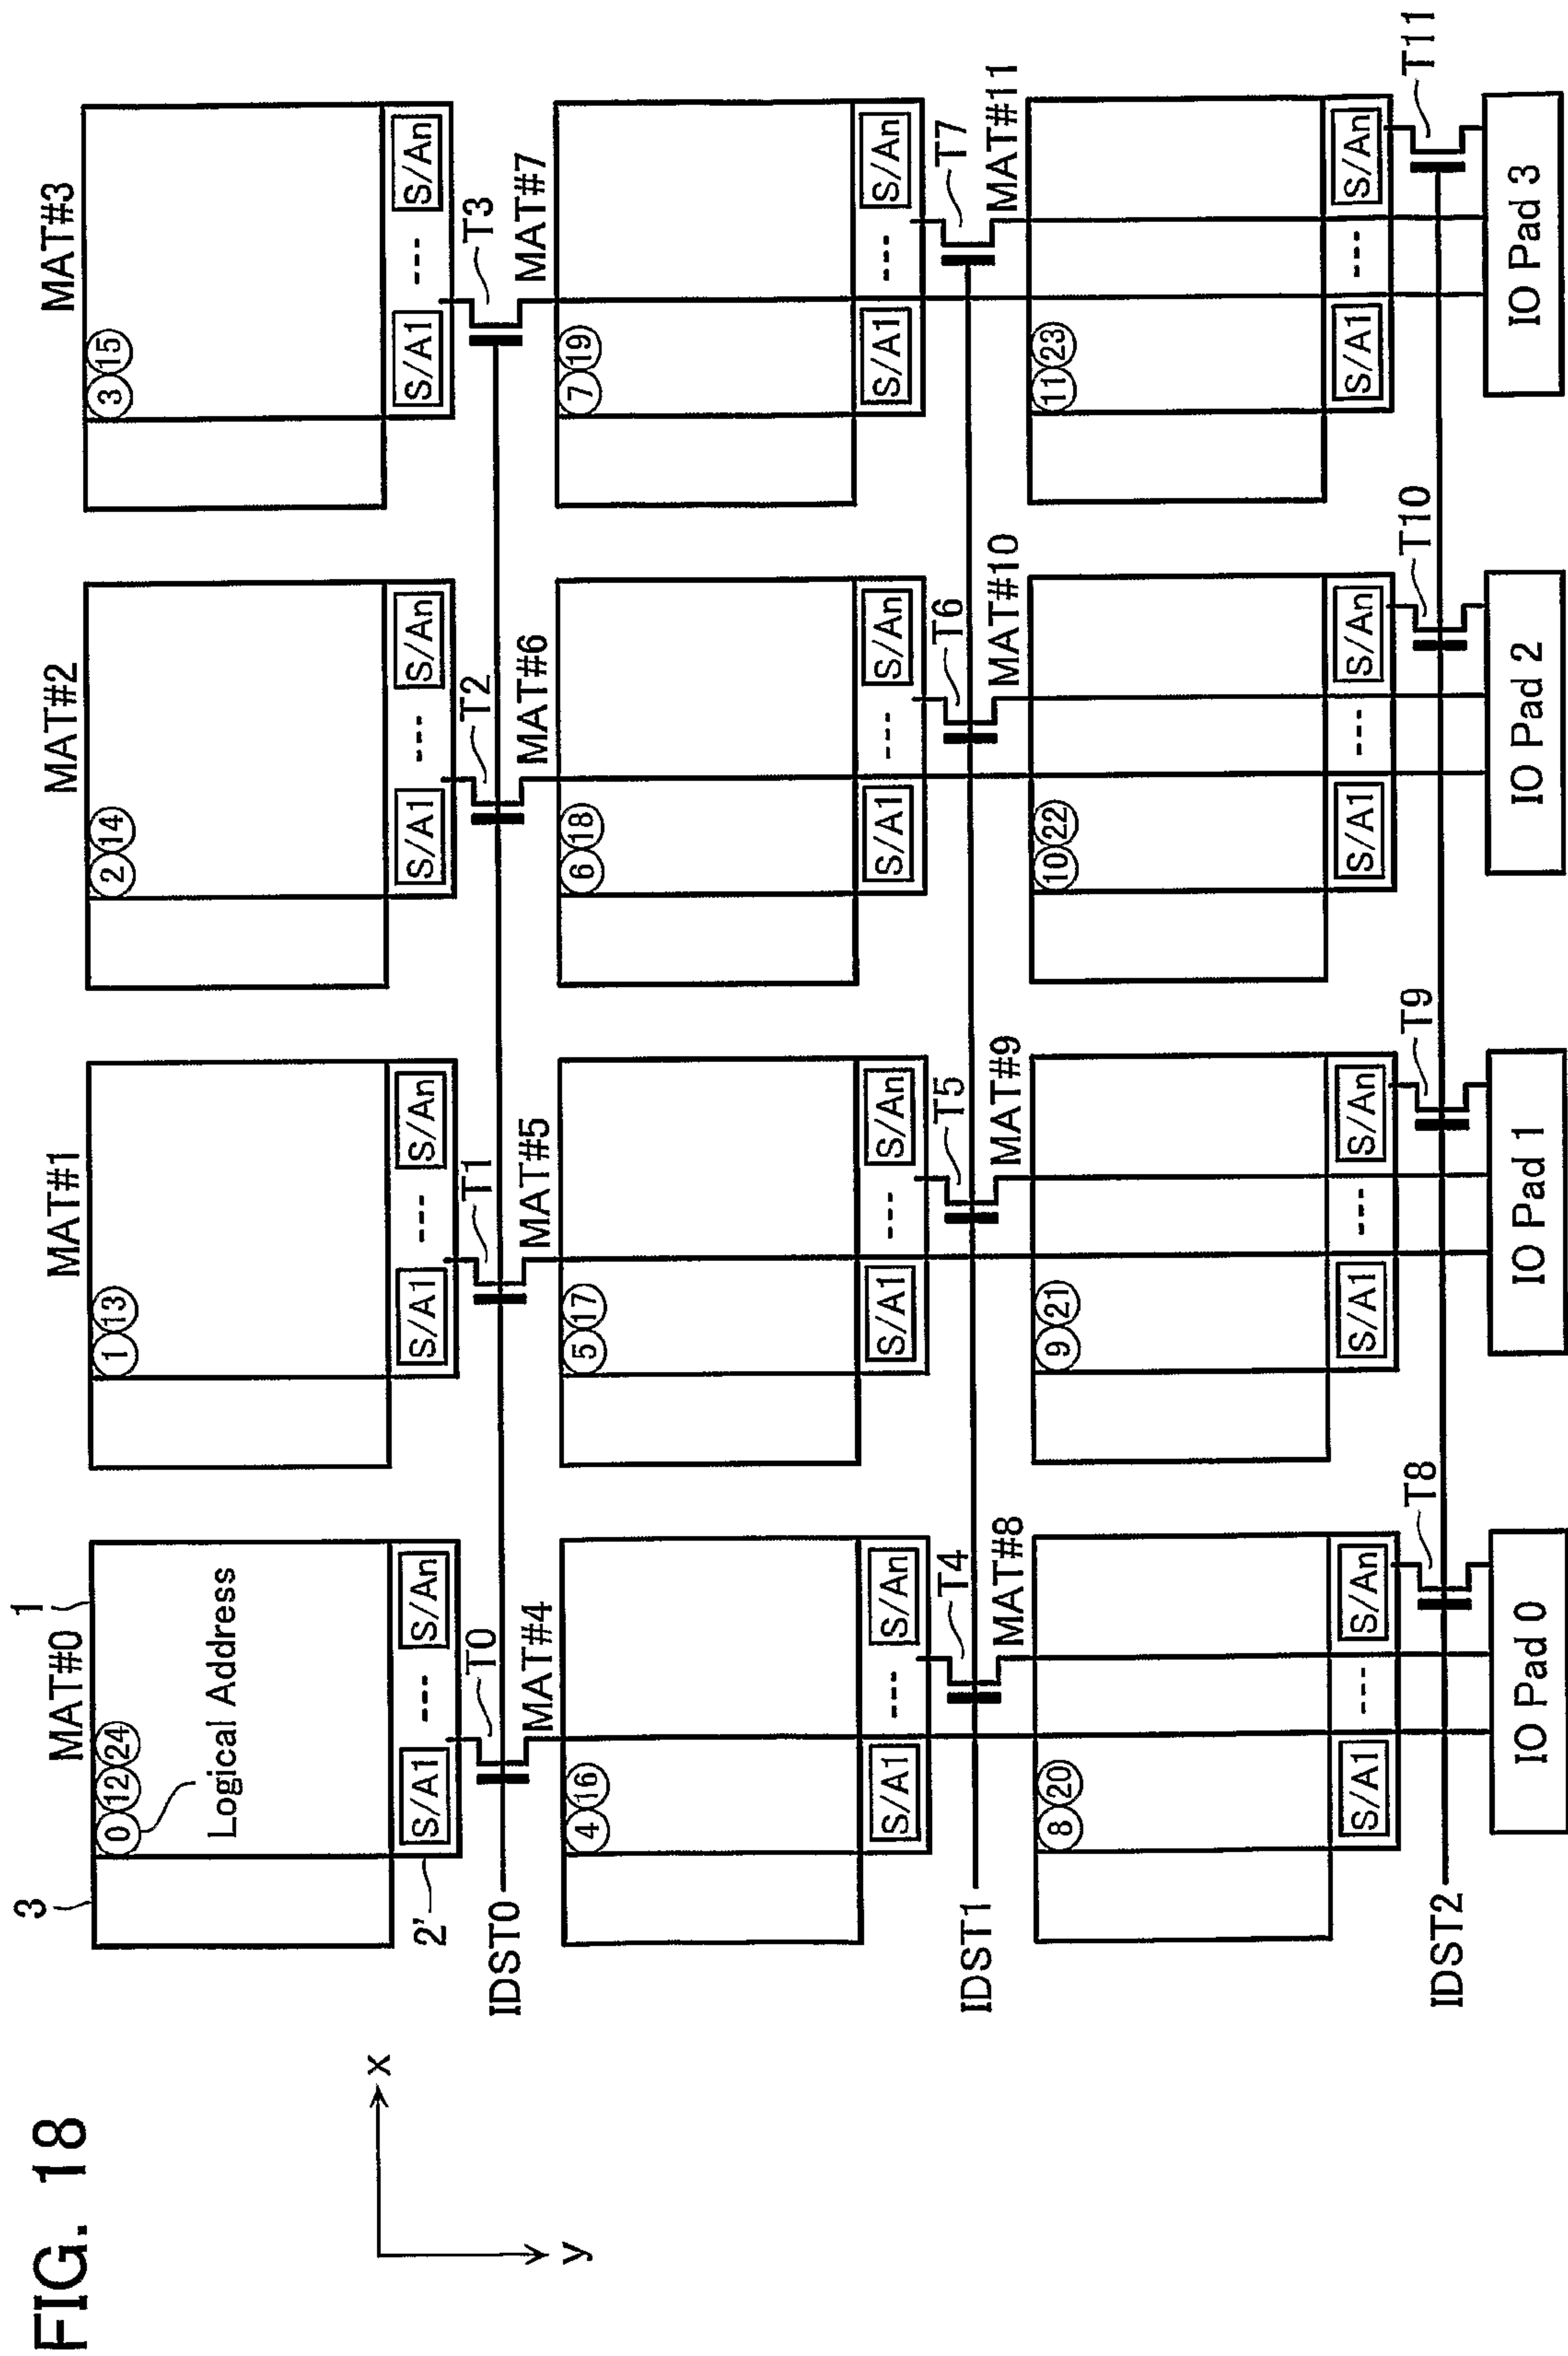 FIG. 18
x
y
MAT#0
MAT#1
MAT#2
MAT#3
3
1
0 12 24
1 13
2 14
3 15
Logical Address
2'
S/A1 --- S/An
S/A1 --- S/An
S/A1 --- S/An
S/A1 --- S/An
T0
T1
T2
T3
IDST0
MAT#4
MAT#5
MAT#6
MAT#7
4 16
5 17
6 18
7 19
S/A1 --- S/An
S/A1 --- S/An
S/A1 --- S/An
S/A1 --- S/An
T4
T5
T6
T7
IDST1
MAT#8
MAT#9
MAT#10
MAT#11
8 20
9 21
10 22
11 23
S/A1 --- S/An
S/A1 --- S/An
S/A1 --- S/An
S/A1 --- S/An
T8
T9
T10
T11
IDST2
IO Pad 0
IO Pad 1
IO Pad 2
IO Pad 3